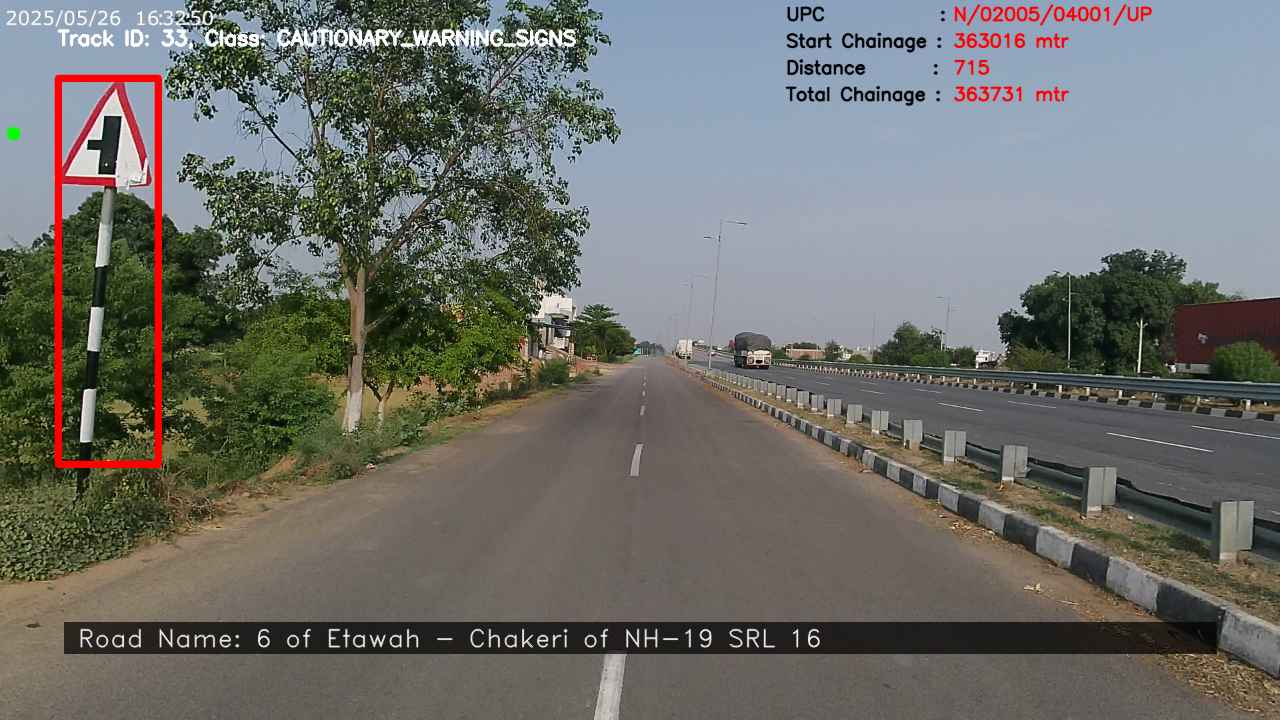 2025/05/26 16:32:50
Track ID: 33, Class: CAUTIONARY_WARNING_SIGNS
UPC : N/02005/04001/UP
Start Chainage : 363016 mtr
Distance : 715
Total Chainage : 363731 mtr
Road Name: 6 of Etawah - Chakeri of NH-19 SRL 16